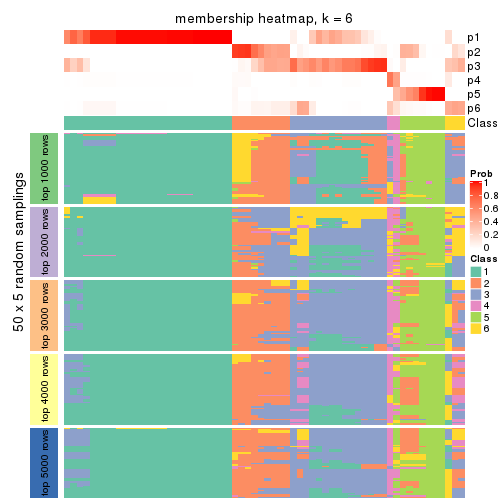 membership heatmap, k = 6
p1
p2
p3
p4
p5
p6
Class
50 x 5 random samplings
top 1000 rows
top 2000 rows
top 3000 rows
top 4000 rows
top 5000 rows
Prob
1
0.8
0.6
0.4
0.2
0
Class
1
2
3
4
5
6